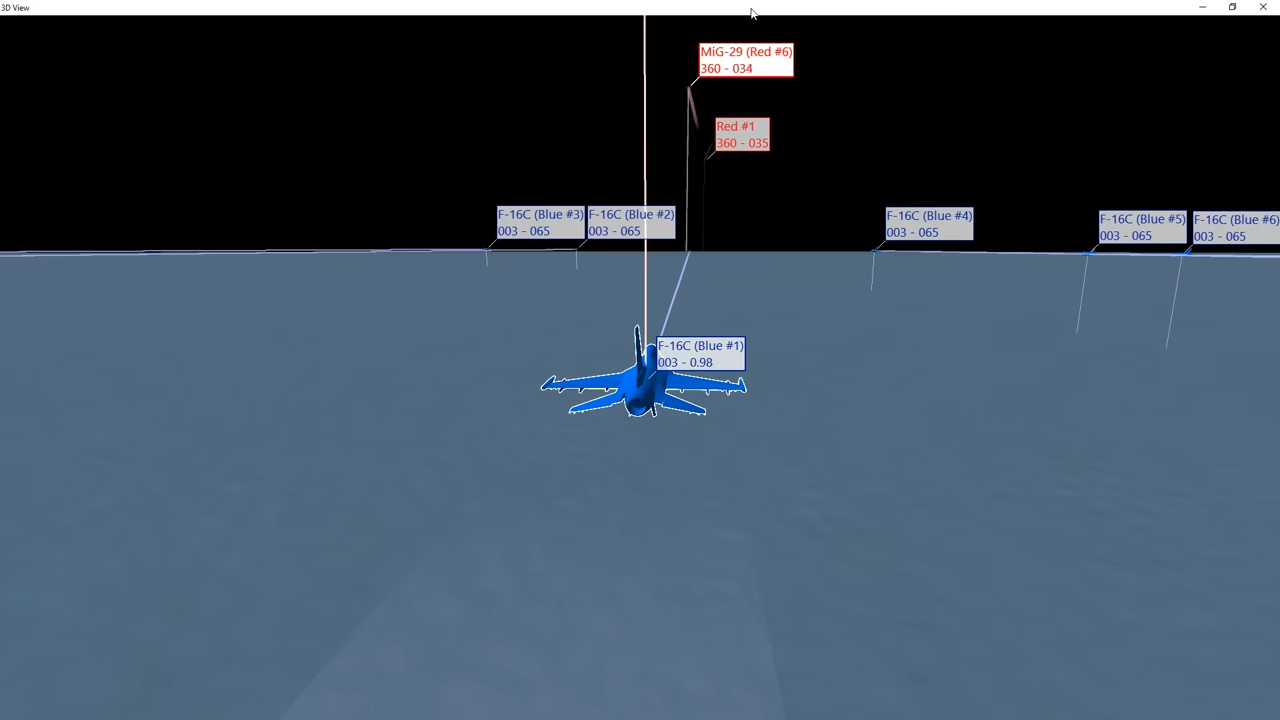 3D View
MiG-29 (Red #6)
360 - 034
Red #1
360 - 035
F-16C (Blue #3)
003 - 065
F-16C (Blue #2)
003 - 065
F-16C (Blue #4)
003 - 065
F-16C (Blue #5)
003 - 065
F-16C (Blue #6)
003 - 065
F-16C (Blue #1)
003 - 0.98